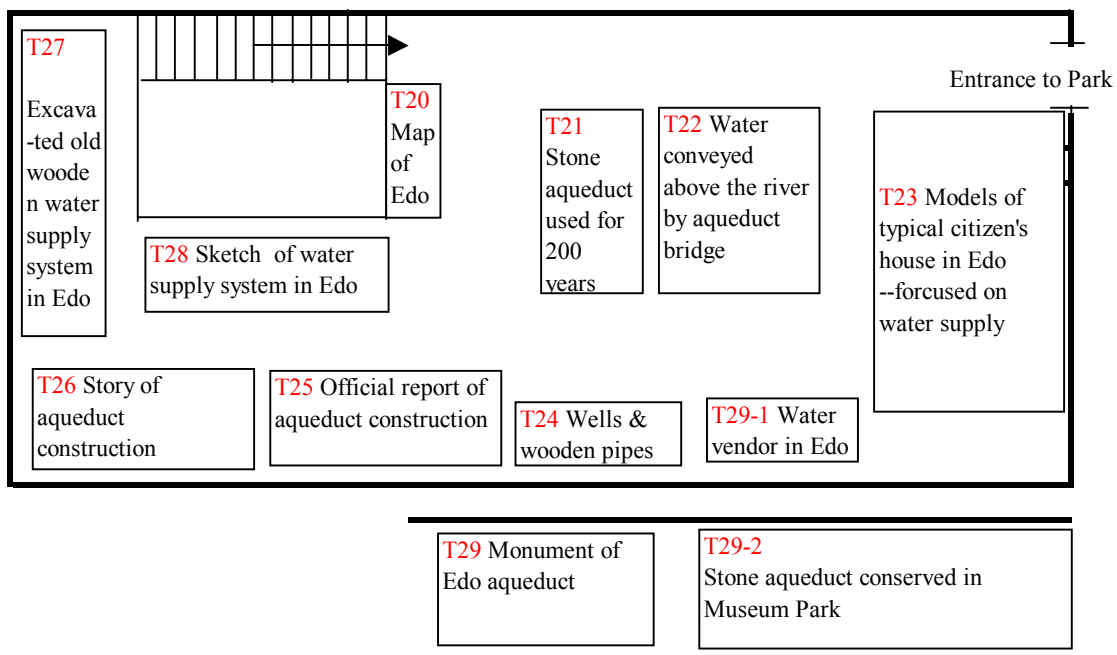 T27
Excava
-ted old
woode
n water
supply
system
in Edo
T20
Map
of
Edo
T28 Sketch of water
supply system in Edo
T21
Stone
aqueduct
used for
200
years
T22 Water
conveyed
above the river
by aqueduct
bridge
Entrance to Park
T23 Models of
typical citizen's
house in Edo
--forcused on
water supply
T26 Story of
aqueduct
construction
T25 Official report of
aqueduct construction
T24 Wells &
wooden pipes
T29-1 Water
vendor in Edo
T29 Monument of
Edo aqueduct
T29-2
Stone aqueduct conserved in
Museum Park